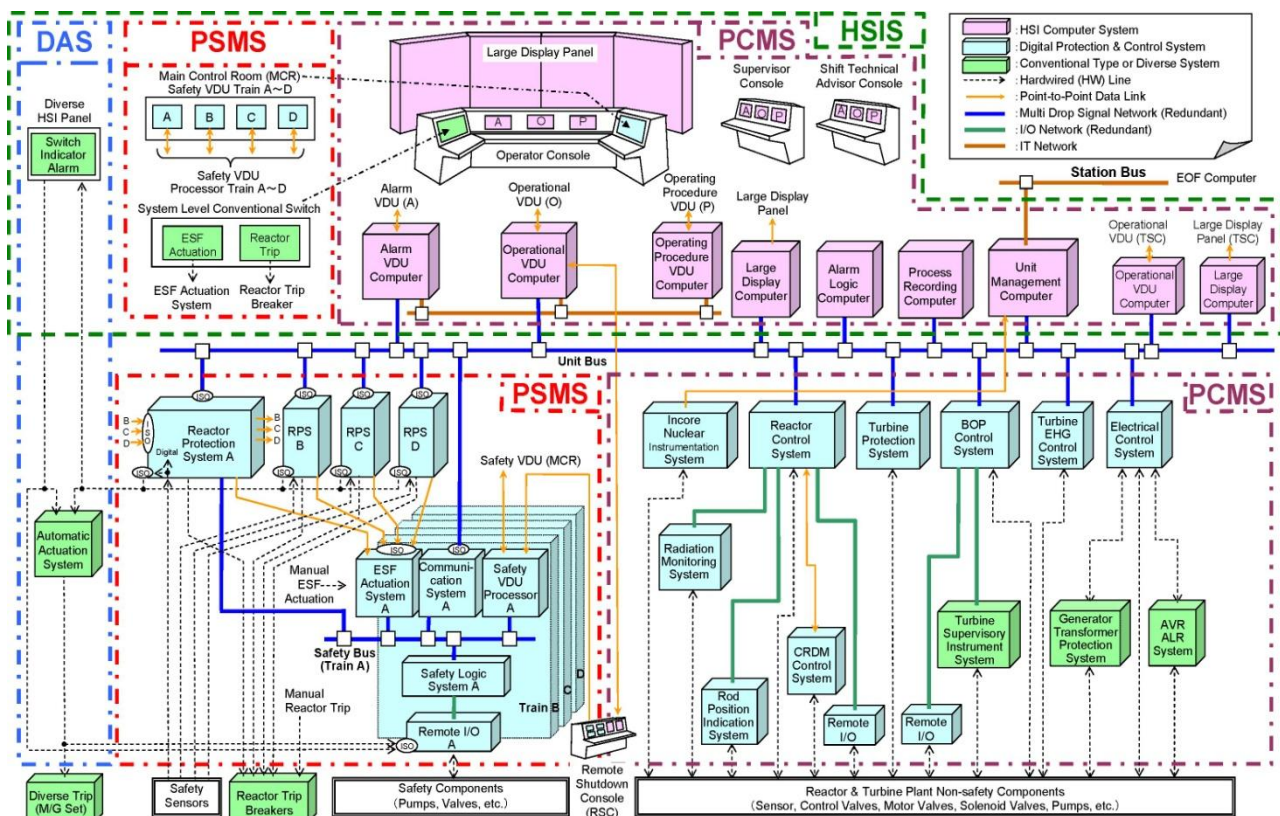 DAS
PSMS
PCMS
HSIS
Large Display Panel
Main Control Room (MCR)
Safety VDU Train A~D
A
B
C
D
Safety VDU
Processor Train A~D
System Level Conventional Switch
ESF
Actuation
Reactor
Trip
ESF Actuation
System
Reactor Trip
Breaker
Diverse
HSI Panel
Switch
Indicator
Alarm
A
O
P
Operator Console
Supervisor
Console
A O P
Shift Technical
Advisor Console
A O P
: HSI Computer System
: Digital Protection & Control System
: Conventional Type or Diverse System
: Hardwired (HW) Line
: Point-to-Point Data Link
: Multi Drop Signal Network (Redundant)
: I/O Network (Redundant)
: IT Network
Station Bus
EOF Computer
Alarm
VDU (A)
Operational
VDU (O)
Operating
Procedure
VDU (P)
Large Display
Panel
Operational
VDU (TSC)
Large Display
Panel (TSC)
Alarm
VDU
Computer
Operational
VDU
Computer
Operating
Procedure
VDU
Computer
Large
Display
Computer
Alarm
Logic
Computer
Process
Recording
Computer
Unit
Management
Computer
Operational
VDU
Computer
Large
Display
Computer
Unit Bus
PSMS
PCMS
ISO
ISO
ISO
ISO
B
C
D
ISO
Reactor
Protection
System A
B
C
D
Digital
ISO
RPS
B
RPS
C
RPS
D
ISO
ISO
ISO
Safety VDU (MCR)
Automatic
Actuation
System
Manual
ESF
Actuation
ISO
ISO
ESF
Actuation
System
A
Communi-
cation
System
A
Safety
VDU
Processor
A
Safety Bus
(Train A)
Safety Logic
System A
Remote I/O
A
ISO
Train B
C
D
Manual
Reactor Trip
Incore
Nuclear
Instrumentation
System
Reactor
Control
System
Turbine
Protection
System
BOP
Control
System
Turbine
EHG Control
System
Electrical
Control
System
Radiation
Monitoring
System
Rod
Position
Indication
System
CRDM
Control
System
Remote
I/O
Remote
I/O
Turbine
Supervisory
Instrument
System
Generator
Transformer
Protection
System
AVR
ALR
System
Diverse Trip
(M/G Set)
Safety
Sensors
Reactor Trip
Breakers
Safety Components
(Pumps, Valves, etc.)
Remote
Shutdown
Console
(RSC)
Reactor & Turbine Plant Non-safety Components
(Sensor, Control Valves, Motor Valves, Solenoid Valves, Pumps, etc.)